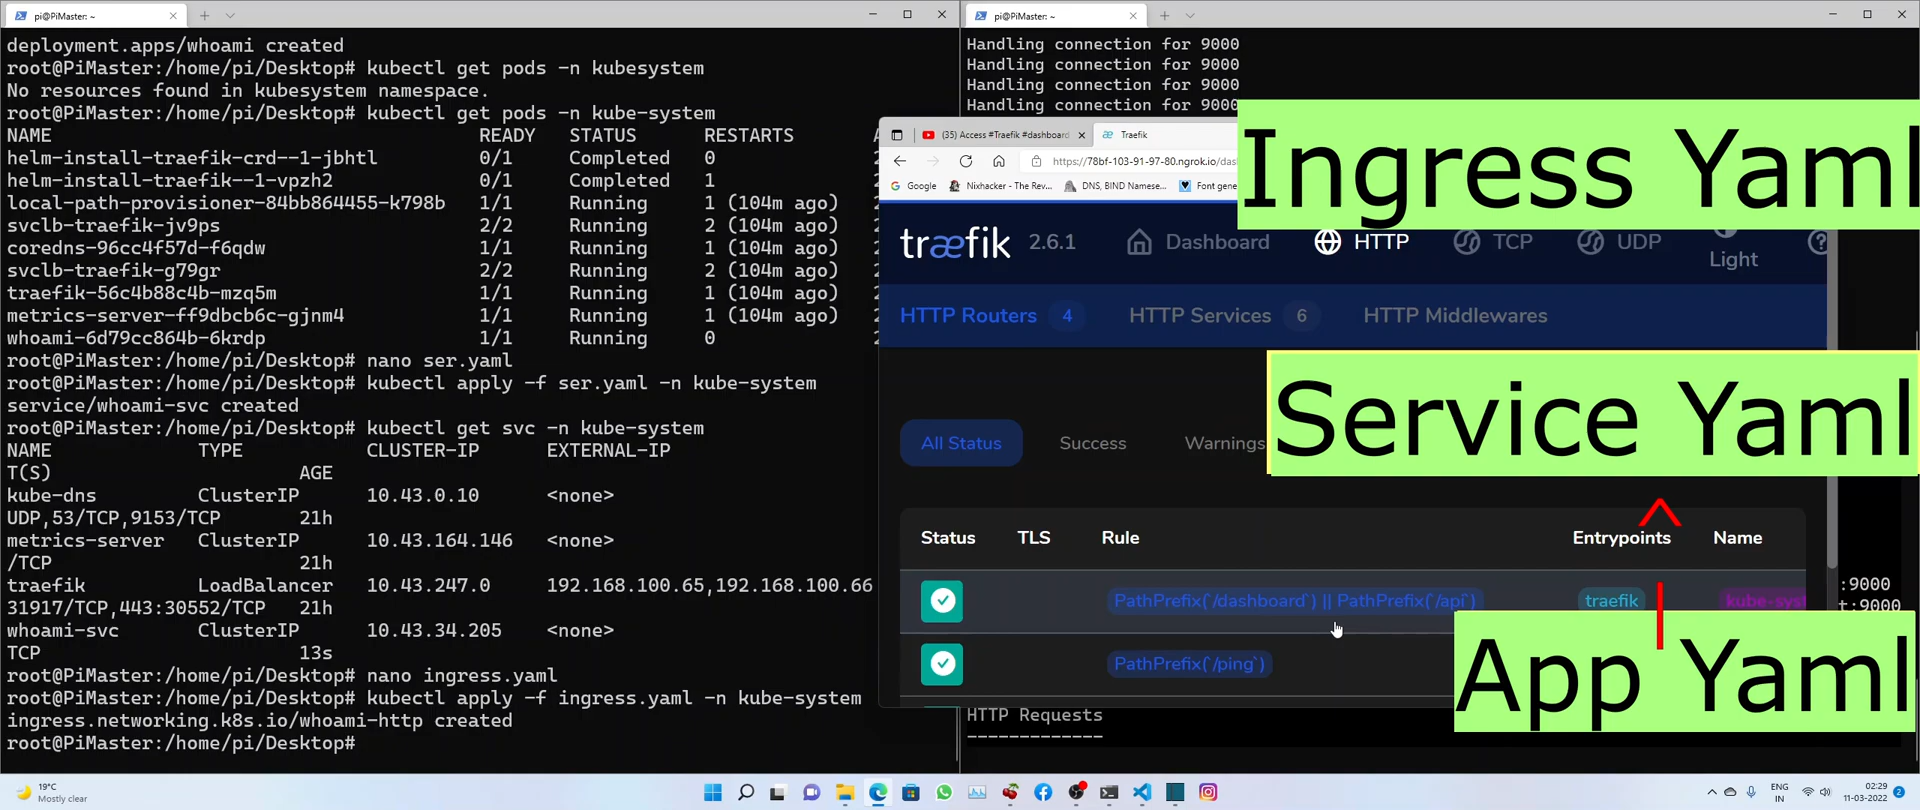 pi@PiMaster: ~
deployment.apps/whoami created
root@PiMaster:/home/pi/Desktop# kubectl get pods -n kubesystem
No resources found in kubesystem namespace.
root@PiMaster:/home/pi/Desktop# kubectl get pods -n kube-system
NAME READY STATUS RESTARTS
helm-install-traefik-crd--1-jbhtl 0/1 Completed 0
helm-install-traefik--1-vpzh2 0/1 Completed 1
local-path-provisioner-84bb864455-k798b 1/1 Running 1 (104m ago)
svclb-traefik-jv9ps 2/2 Running 2 (104m ago)
coredns-96cc4f57d-f6qdw 1/1 Running 1 (104m ago)
svclb-traefik-g79gr 2/2 Running 2 (104m ago)
traefik-56c4b88c4b-mzq5m 1/1 Running 1 (104m ago)
metrics-server-ff9dbcb6c-gjnm4 1/1 Running 1 (104m ago)
whoami-6d79cc864b-6krdp 1/1 Running 0
root@PiMaster:/home/pi/Desktop# nano ser.yaml
root@PiMaster:/home/pi/Desktop# kubectl apply -f ser.yaml -n kube-system
service/whoami-svc created
root@PiMaster:/home/pi/Desktop# kubectl get svc -n kube-system
NAME TYPE CLUSTER-IP EXTERNAL-IP
T(S) AGE
kube-dns ClusterIP 10.43.0.10 <none>
UDP,53/TCP,9153/TCP 21h
metrics-server ClusterIP 10.43.164.146 <none>
/TCP 21h
traefik LoadBalancer 10.43.247.0 192.168.100.65,192.168.100.66
31917/TCP,443:30552/TCP 21h
whoami-svc ClusterIP 10.43.34.205 <none>
TCP 13s
root@PiMaster:/home/pi/Desktop# nano ingress.yaml
root@PiMaster:/home/pi/Desktop# kubectl apply -f ingress.yaml -n kube-system
ingress.networking.k8s.io/whoami-http created
root@PiMaster:/home/pi/Desktop#
pi@PiMaster: ~
Handling connection for 9000
Handling connection for 9000
Handling connection for 9000
Handling connection for 9000
(35) Access #Traefik #dashboard
Traefik
https://78bf-103-91-97-80.ngrok.io/das
Google Nixhacker - The Rev... DNS, BIND Namese... Font gene
træfik 2.6.1 Dashboard HTTP TCP UDP Light
HTTP Routers 4 HTTP Services 6 HTTP Middlewares
All Status Success Warnings
Status TLS Rule Entrypoints Name
PathPrefix(`/dashboard`) || PathPrefix(`/api`) traefik kube-syst
PathPrefix(`/ping`)
:9000
t:9000
HTTP Requests
-------------
Ingress Yaml
Service Yaml
App Yaml
19°C
Mostly clear
ENG
IN
02:29
11-03-2022
2